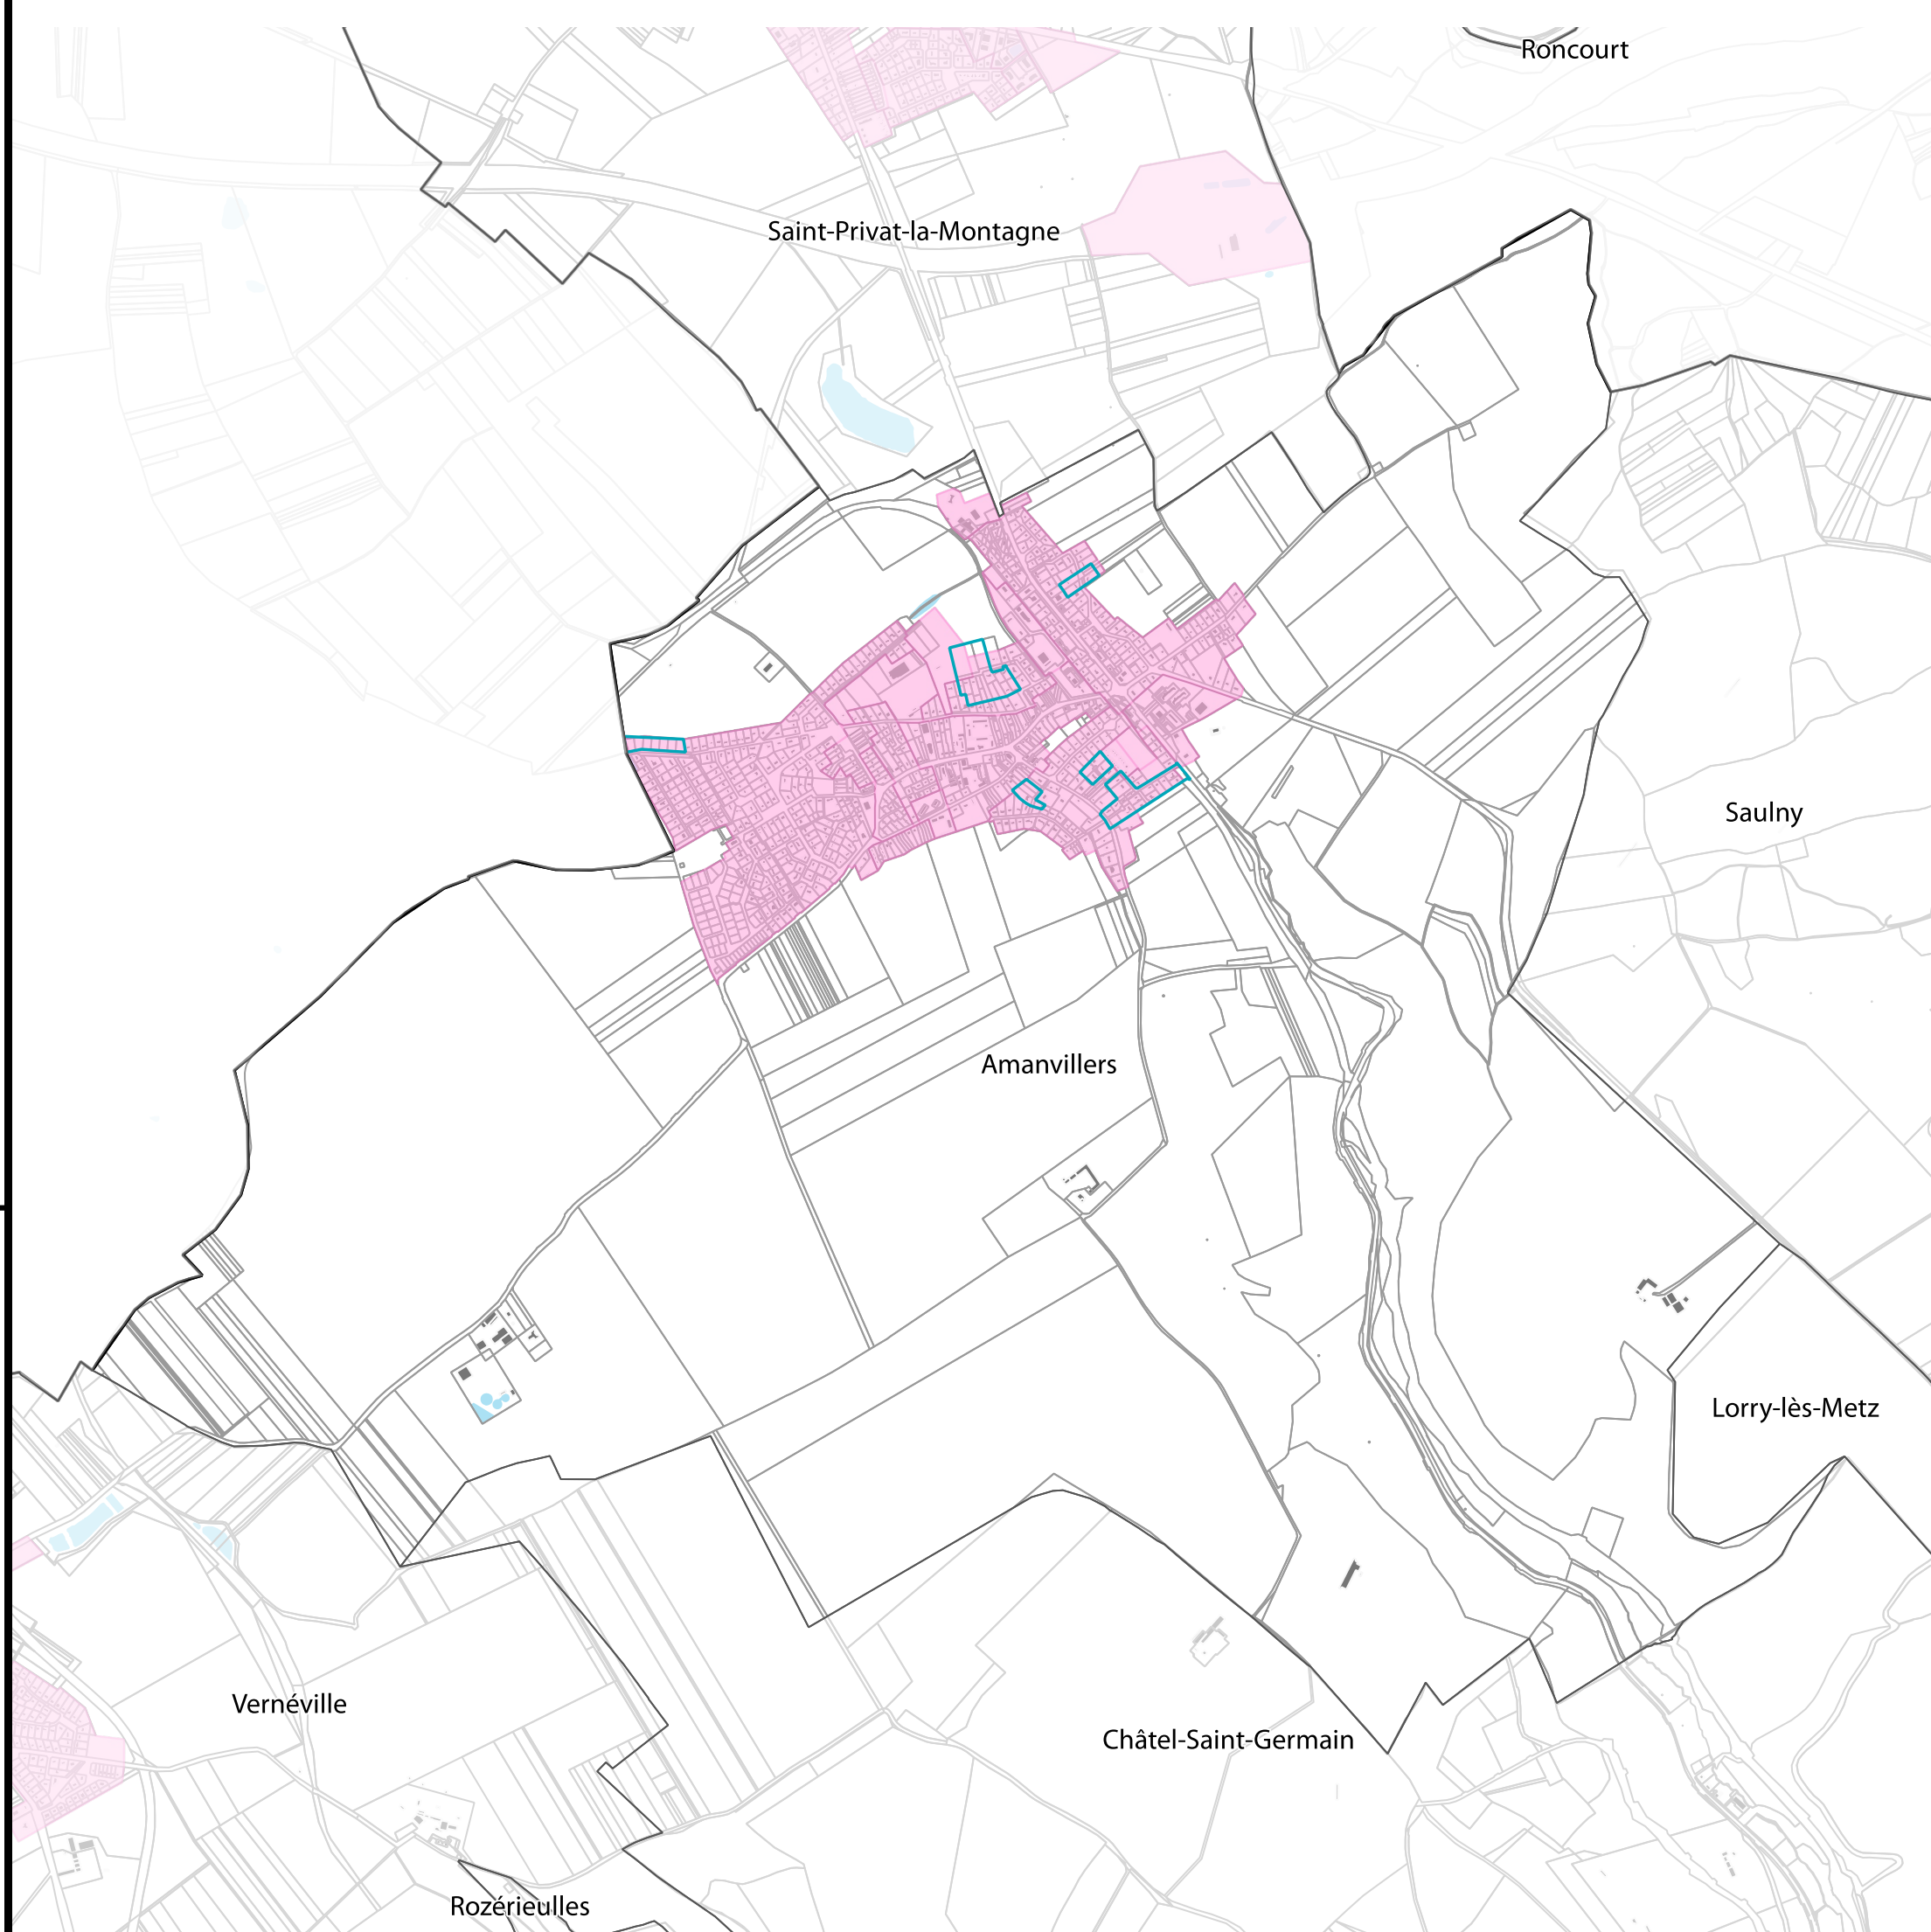 Roncourt
Saint-Privat-la-Montagne
Saulny
Amanvillers
Lorry-lès-Metz
Vernéville
Châtel-Saint-Germain
Rozérieulles